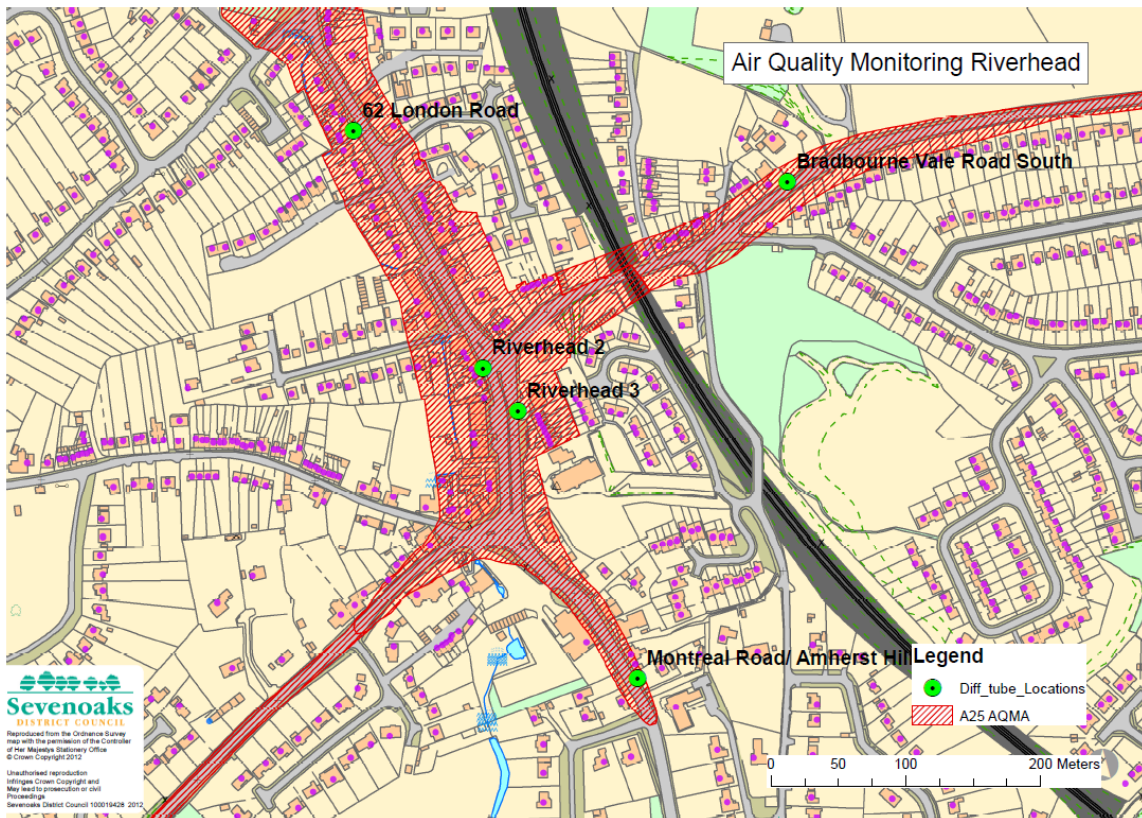 Air Quality Monitoring Riverhead
62 London Road
Bradbourne Vale Road South
Riverhead 2
Riverhead 3
Montreal Road/ Amherst Hill
Legend
Diff_tube_Locations
A25 AQMA
0 50 100 200 Meters
Sevenoaks
DISTRICT COUNCIL
Reproduced from the Ordnance Survey
map with the permission of the Controller
of Her Majestys Stationery Office
© Crown Copyright 2012
Unauthorised reproduction
Infringes Crown Copyright and
May lead to prosecution or civil
Proceedings
Sevenoaks District Council 100019428 2012